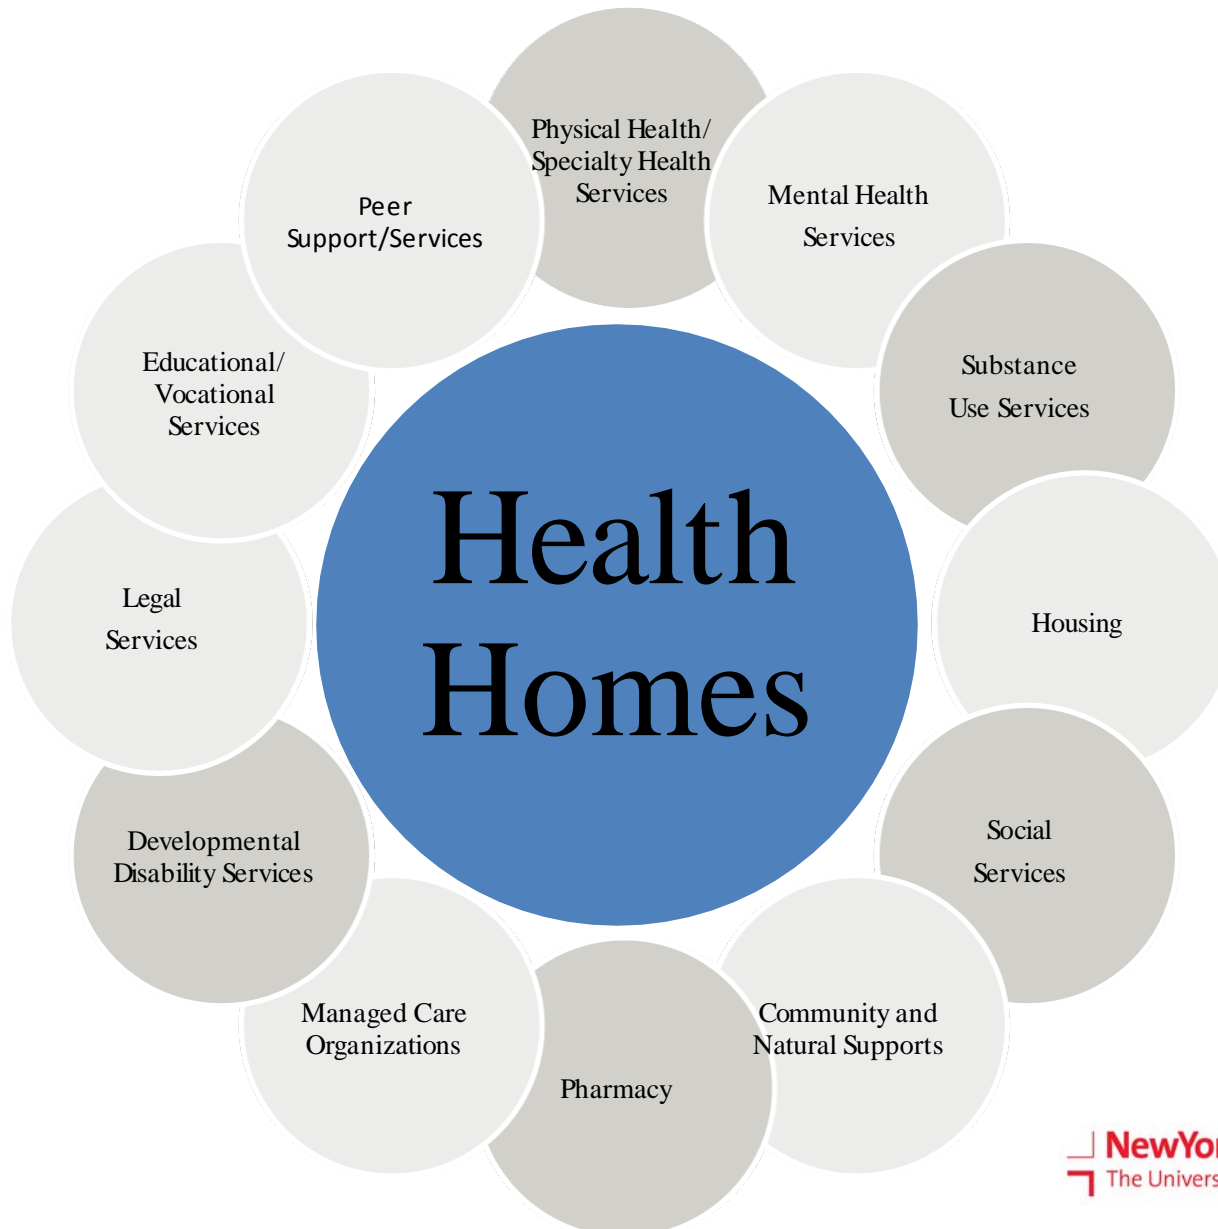 Physical Health/
Specialty Health
Services
Mental Health
Services
Substance
Use Services
Housing
Social
Services
Community and
Natural Supports
Pharmacy
Managed Care
Organizations
Developmental
Disability Services
Legal
Services
Educational/
Vocational
Services
Peer
Support/Services
Health
Homes
The